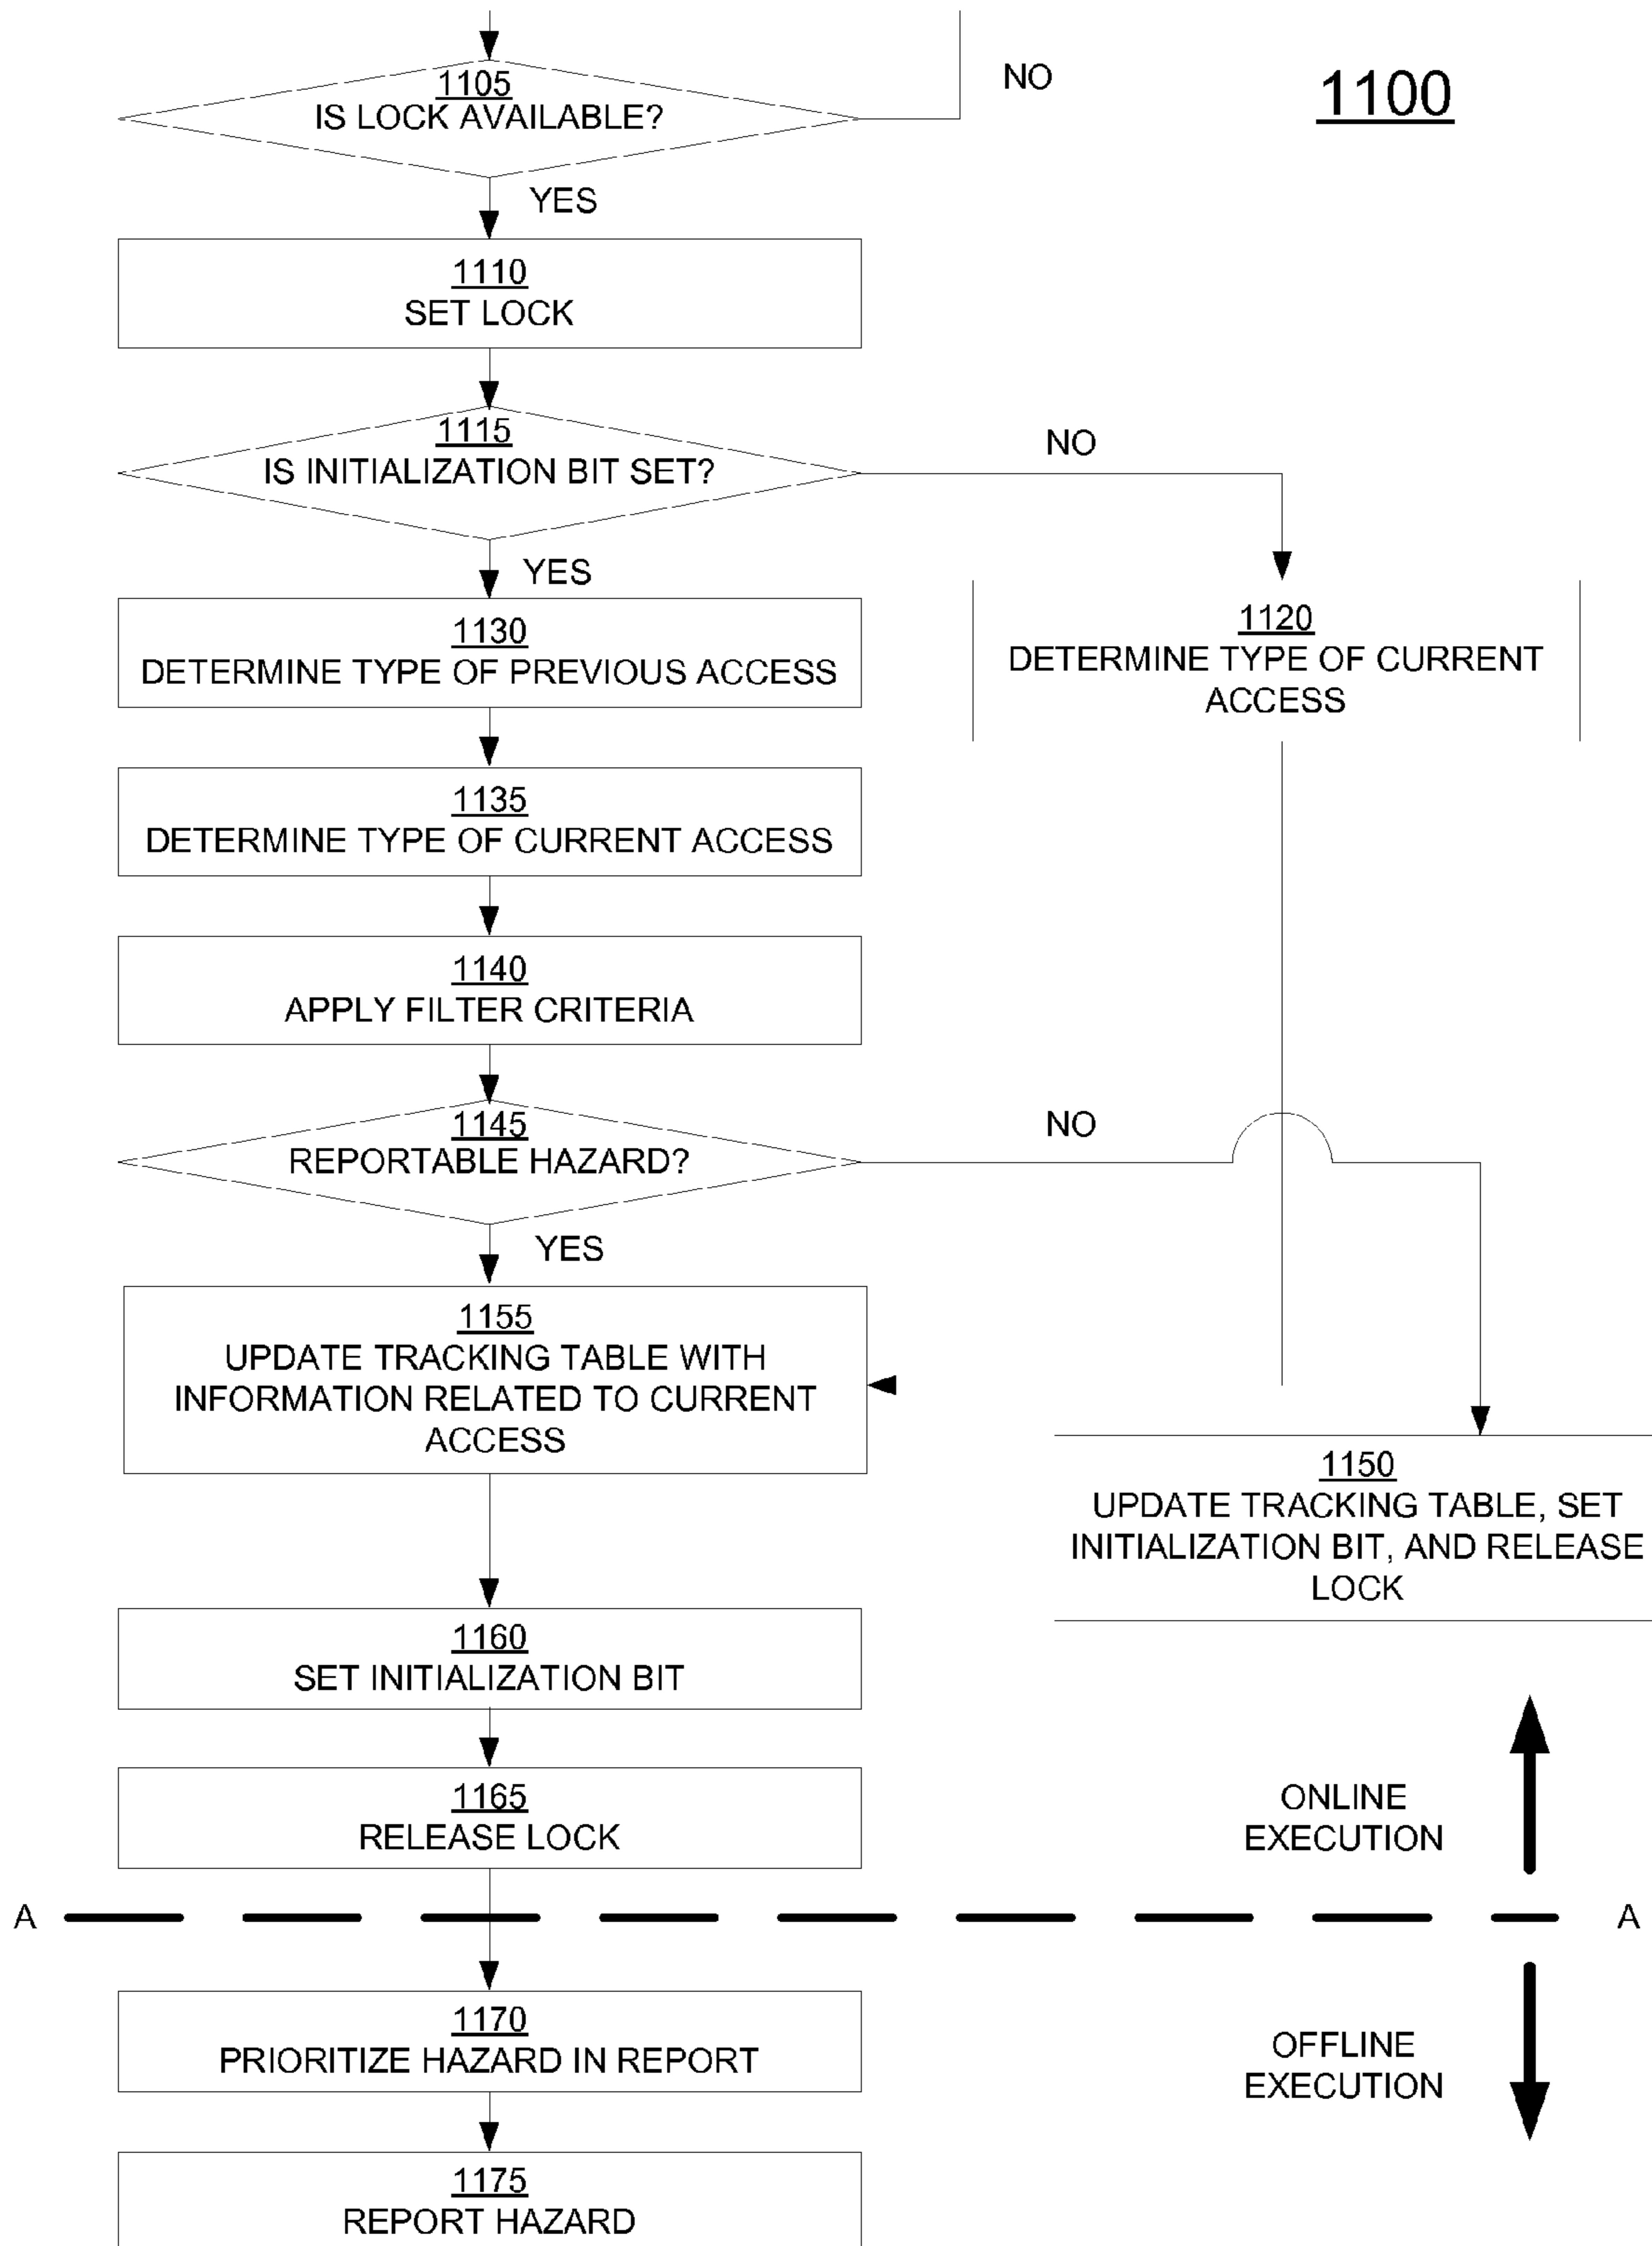 1100
1105
IS LOCK AVAILABLE?
NO
YES
1110
SET LOCK
1115
IS INITIALIZATION BIT SET?
NO
YES
1130
DETERMINE TYPE OF PREVIOUS ACCESS
1120
DETERMINE TYPE OF CURRENT
ACCESS
1135
DETERMINE TYPE OF CURRENT ACCESS
1140
APPLY FILTER CRITERIA
1145
REPORTABLE HAZARD?
NO
YES
1155
UPDATE TRACKING TABLE WITH
INFORMATION RELATED TO CURRENT
ACCESS
1150
UPDATE TRACKING TABLE, SET
INITIALIZATION BIT, AND RELEASE
LOCK
1160
SET INITIALIZATION BIT
1165
RELEASE LOCK
ONLINE
EXECUTION
A
A
1170
PRIORITIZE HAZARD IN REPORT
OFFLINE
EXECUTION
1175
REPORT HAZARD